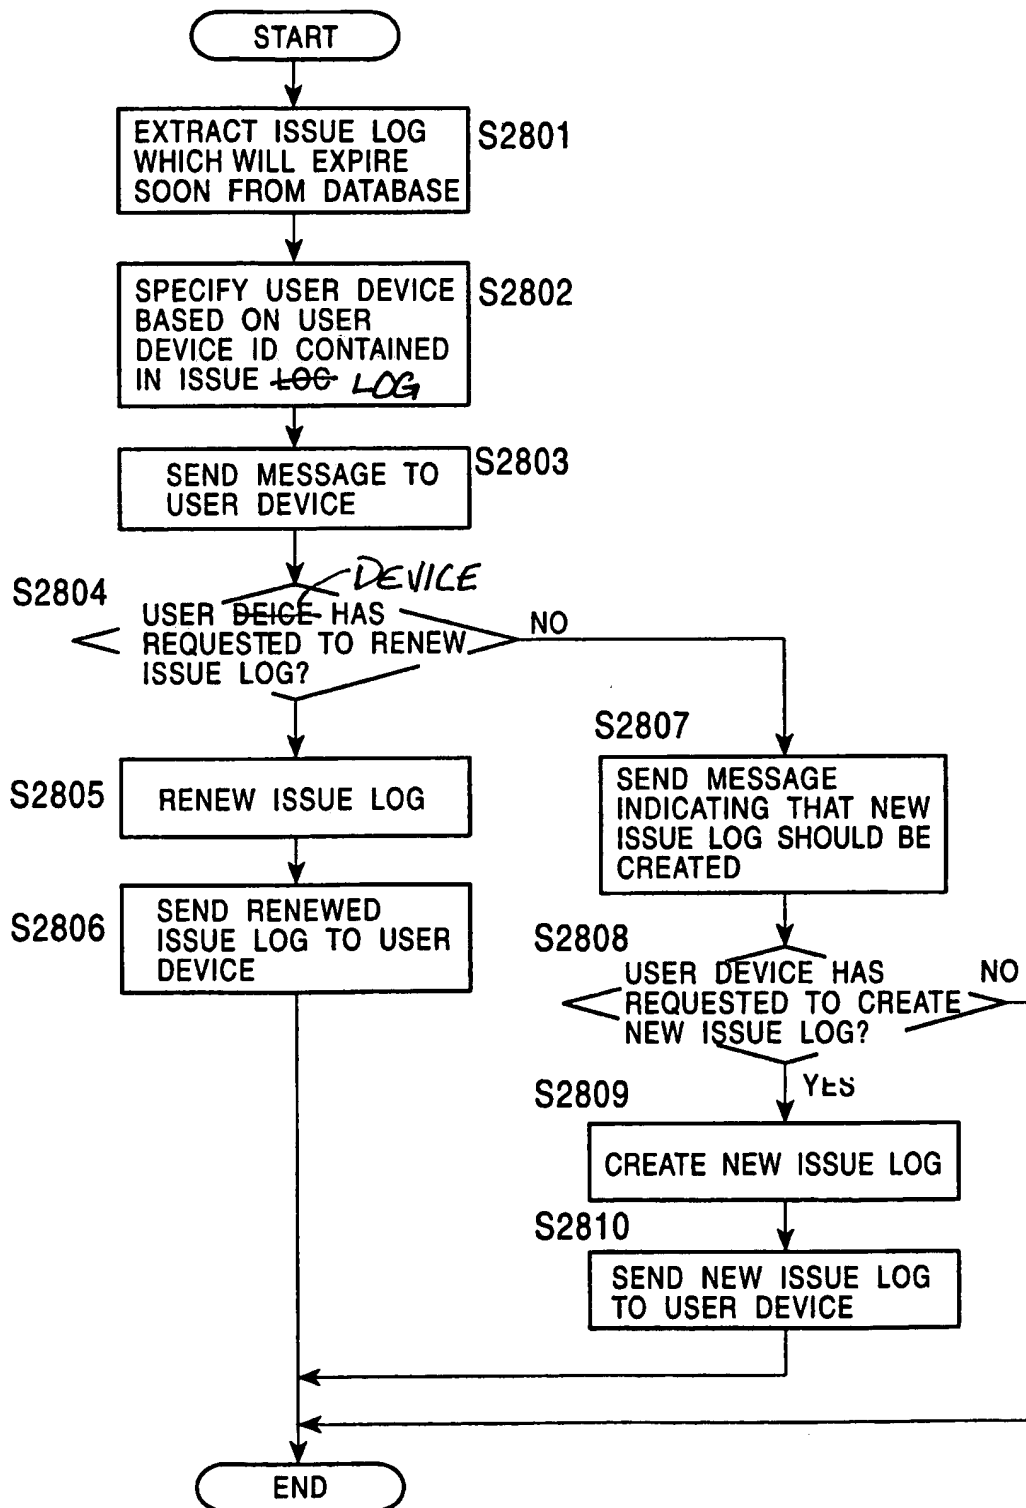 START
EXTRACT ISSUE LOG
WHICH WILL EXPIRE
SOON FROM DATABASE
S2801
SPECIFY USER DEVICE
BASED ON USER
DEVICE ID CONTAINED
IN ISSUE LOG LOG
S2802
SEND MESSAGE TO
USER DEVICE
S2803
DEVICE
S2804
USER DEICE HAS
REQUESTED TO RENEW
ISSUE LOG?
NO
S2805
RENEW ISSUE LOG
S2806
SEND RENEWED
ISSUE LOG TO USER
DEVICE
S2807
SEND MESSAGE
INDICATING THAT NEW
ISSUE LOG SHOULD BE
CREATED
S2808
USER DEVICE HAS
REQUESTED TO CREATE
NEW ISSUE LOG?
NO
YES
S2809
CREATE NEW ISSUE LOG
S2810
SEND NEW ISSUE LOG
TO USER DEVICE
END